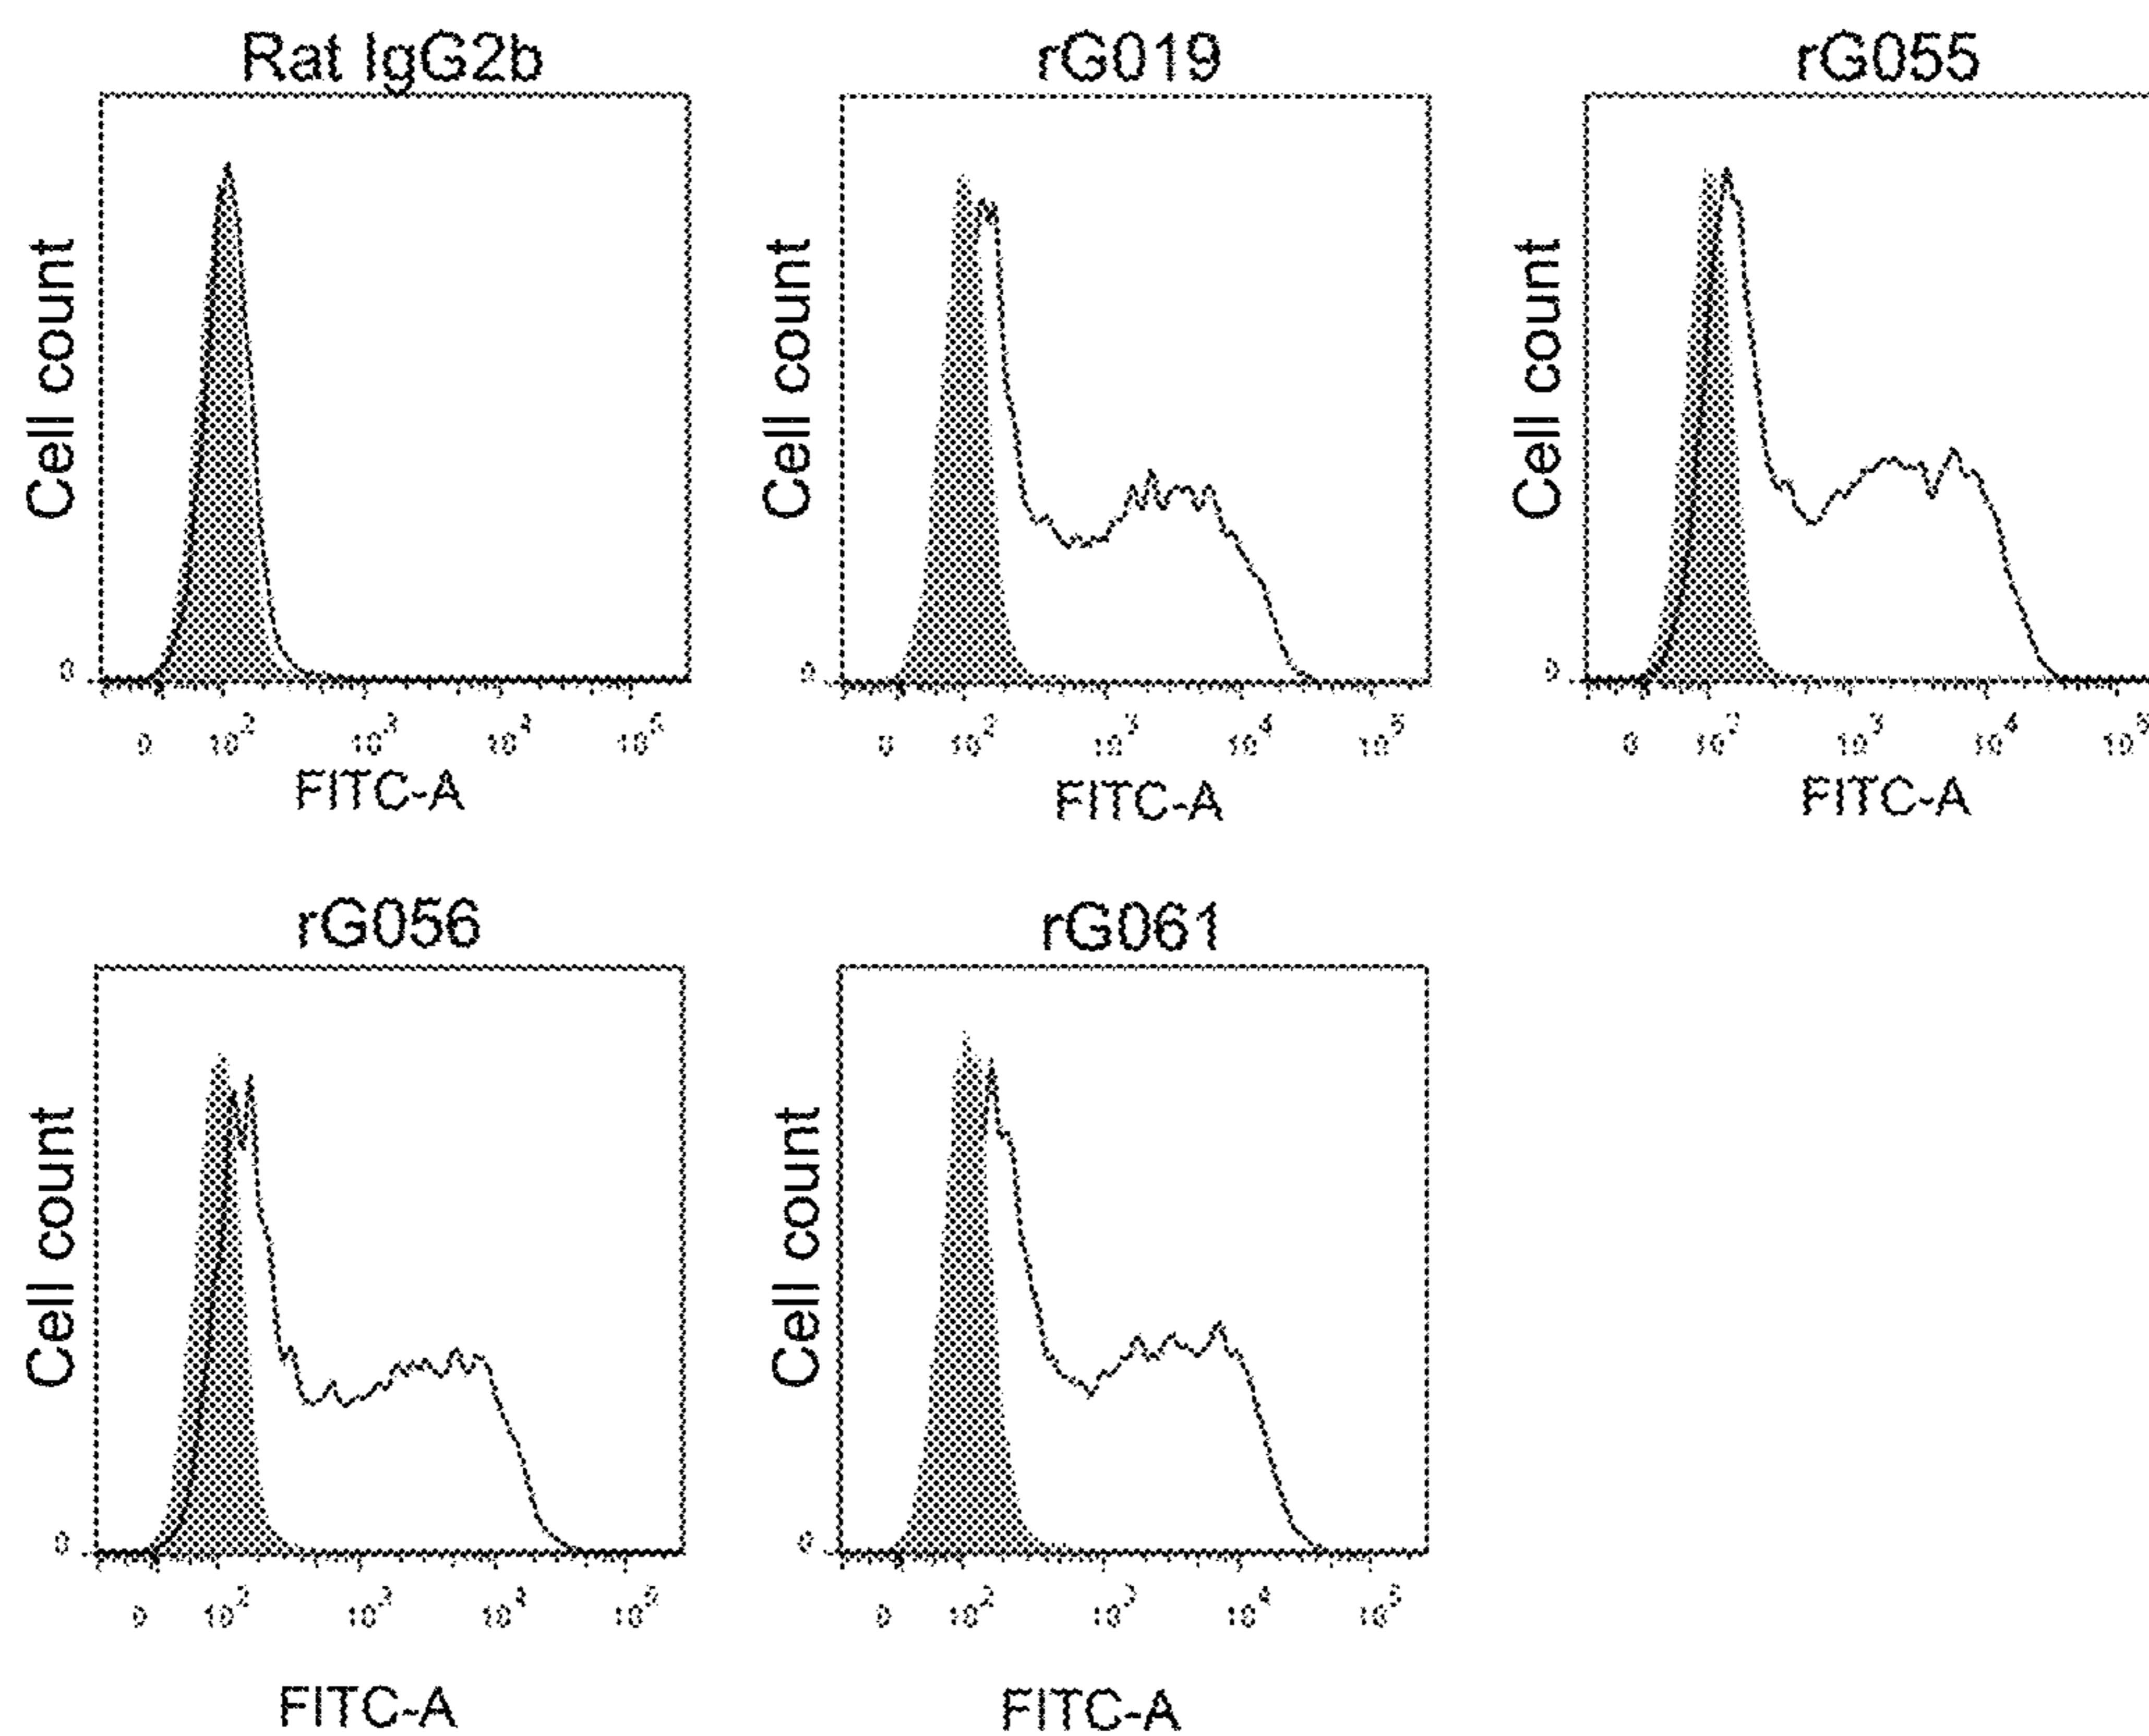 Rat IgG2b
rG019
rG055
Cell count
Cell count
Cell count
0
0
0
0 10² 10³ 10⁴
0 10² 10³ 10⁴ 10⁵
0 10² 10³ 10⁴
FITC-A
FITC-A
FITC-A
rG056
rG061
Cell count
Cell count
0
0
0 10² 10³ 10⁴ 10⁵
0 10² 10³ 10⁴ 10⁵
FITC-A
FITC-A